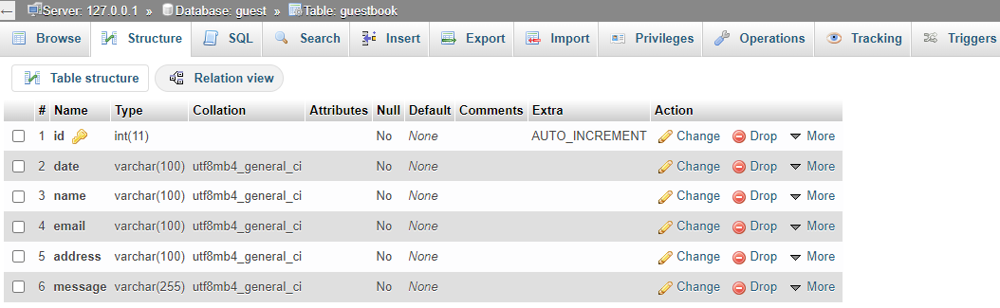 Server: 127.0.0.1 » Database: guest » Table: guestbook
Browse Structure SQL Search Insert Export Import Privileges Operations Tracking Triggers
Table structure Relation view
# Name Type Collation Attributes Null Default Comments Extra Action
1 id int(11) No None AUTO_INCREMENT Change Drop More
2 date varchar(100) utf8mb4_general_ci No None Change Drop More
3 name varchar(100) utf8mb4_general_ci No None Change Drop More
4 email varchar(100) utf8mb4_general_ci No None Change Drop More
5 address varchar(100) utf8mb4_general_ci No None Change Drop More
6 message varchar(255) utf8mb4_general_ci No None Change Drop More